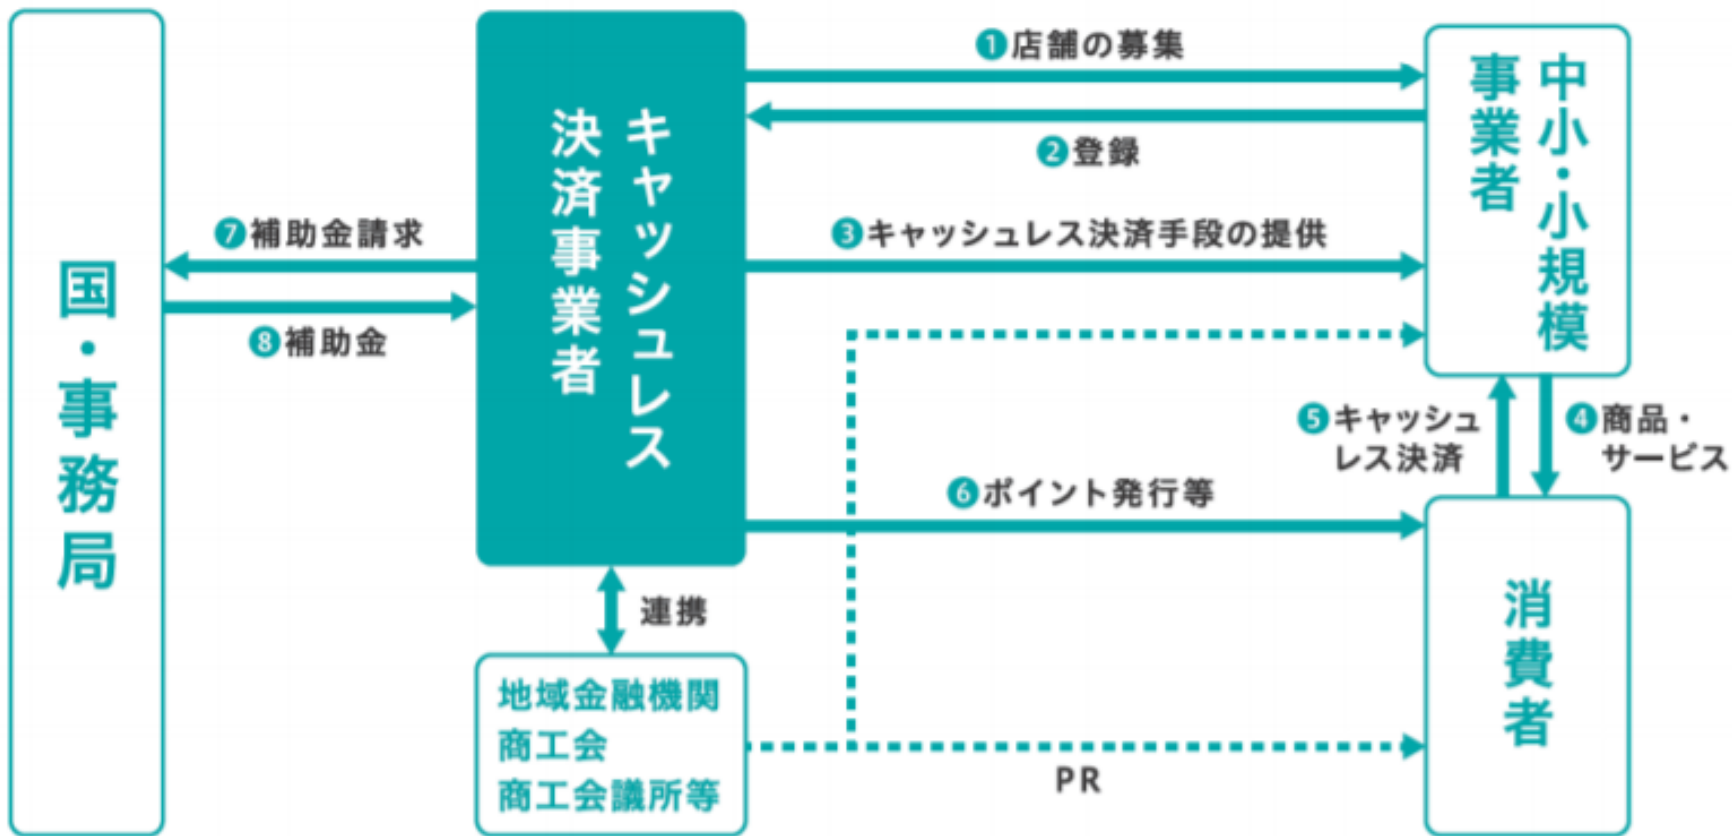 国・事務局
❼補助金請求
❽補助金
キャッシュレス
決済事業者
❶店舗の募集
❷登録
❸キャッシュレス決済手段の提供
中小・小規模
事業者
❺キャッシュ
レス決済
❹商品・
サービス
❻ポイント発行等
消費者
連携
地域金融機関
商工会
商工会議所等
PR